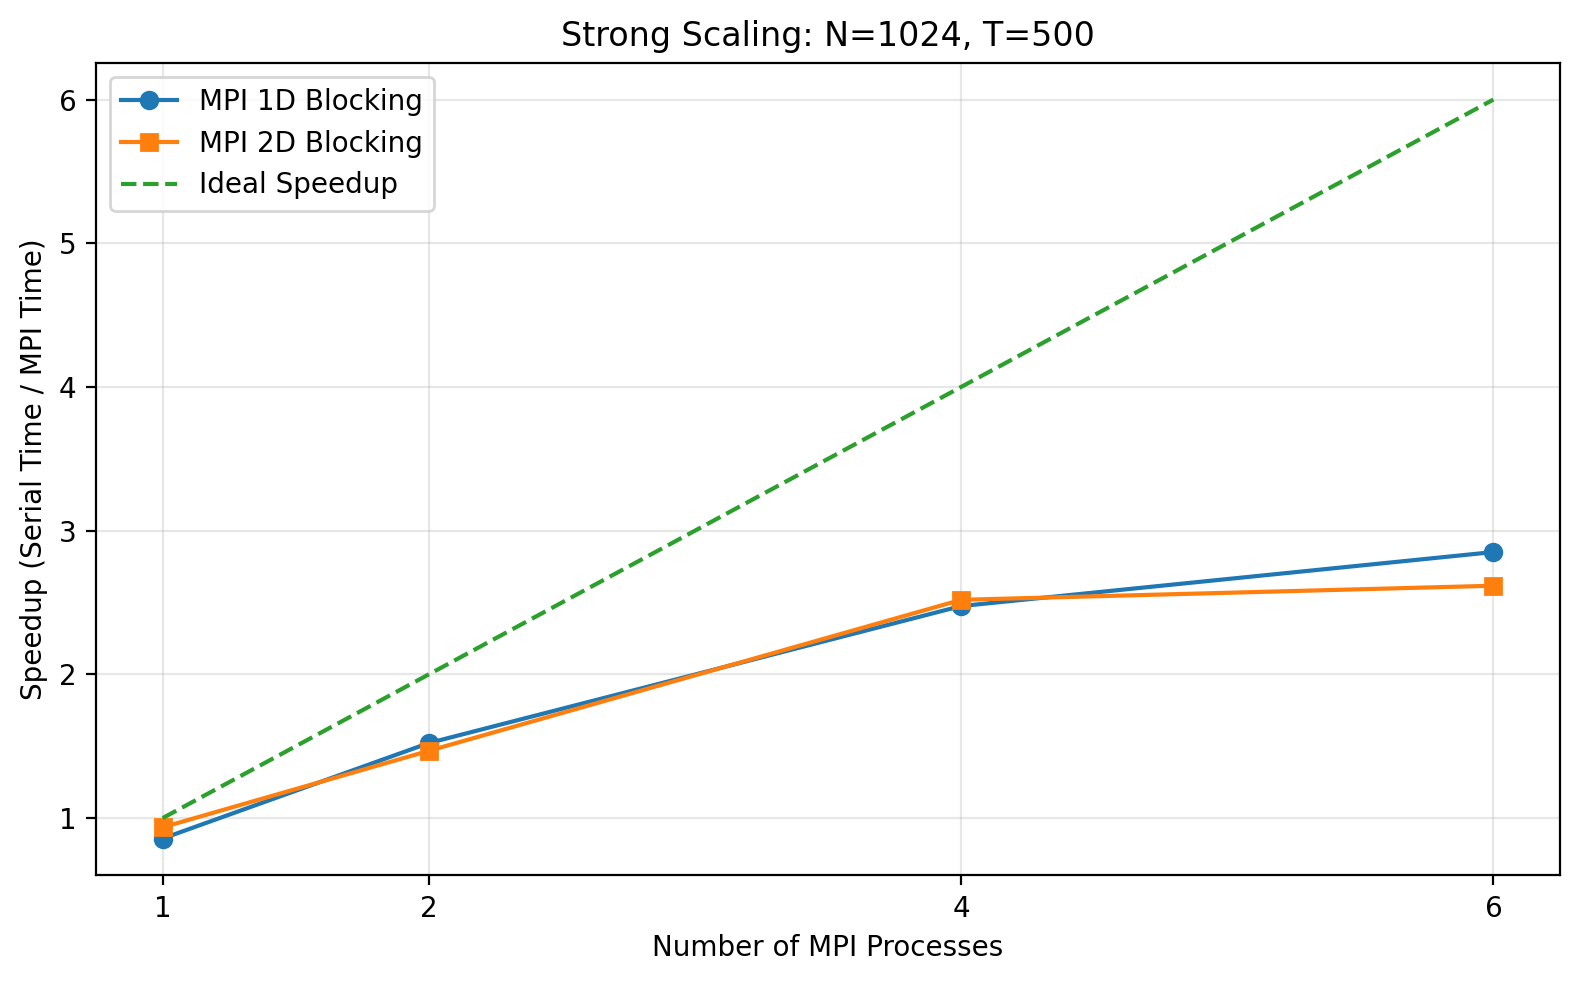 Strong Scaling: N=1024, T=500
MPI 1D Blocking
MPI 2D Blocking
Ideal Speedup
Speedup (Serial Time / MPI Time)
6
5
4
3
2
1
1 2 4 6
Number of MPI Processes